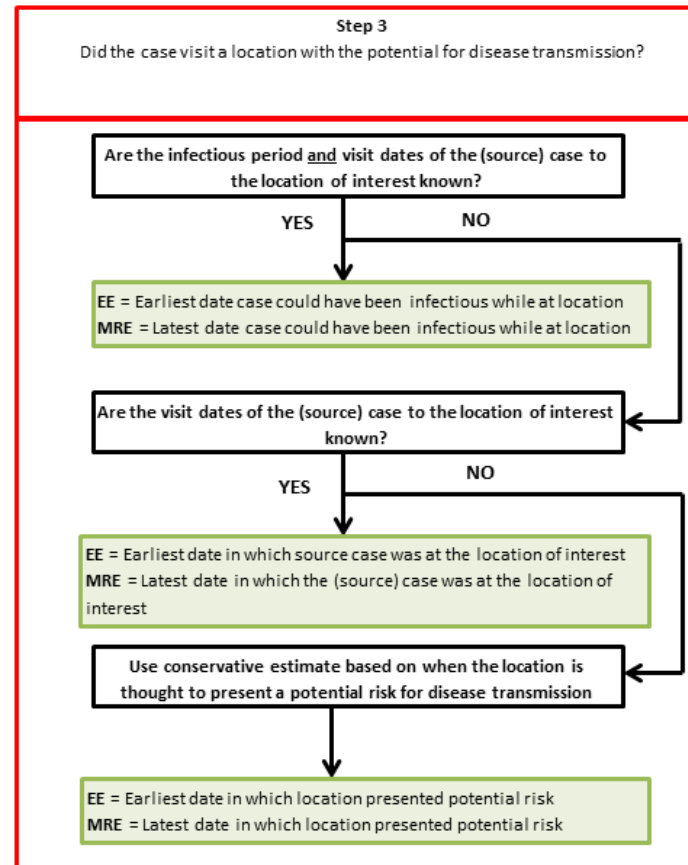 Step 3
Did the case visit a location with the potential for disease transmission?
Are the infectious period and visit dates of the (source) case to
the location of interest known?
YES
NO
EE = Earliest date case could have been infectious while at location
MRE = Latest date case could have been infectious while at location
Are the visit dates of the (source) case to the location of interest
known?
YES
NO
EE = Earliest date in which source case was at the location of interest
MRE = Latest date in which the (source) case was at the location of
interest
Use conservative estimate based on when the location is
thought to present a potential risk for disease transmission
EE = Earliest date in which location presented potential risk
MRE = Latest date in which location presented potential risk